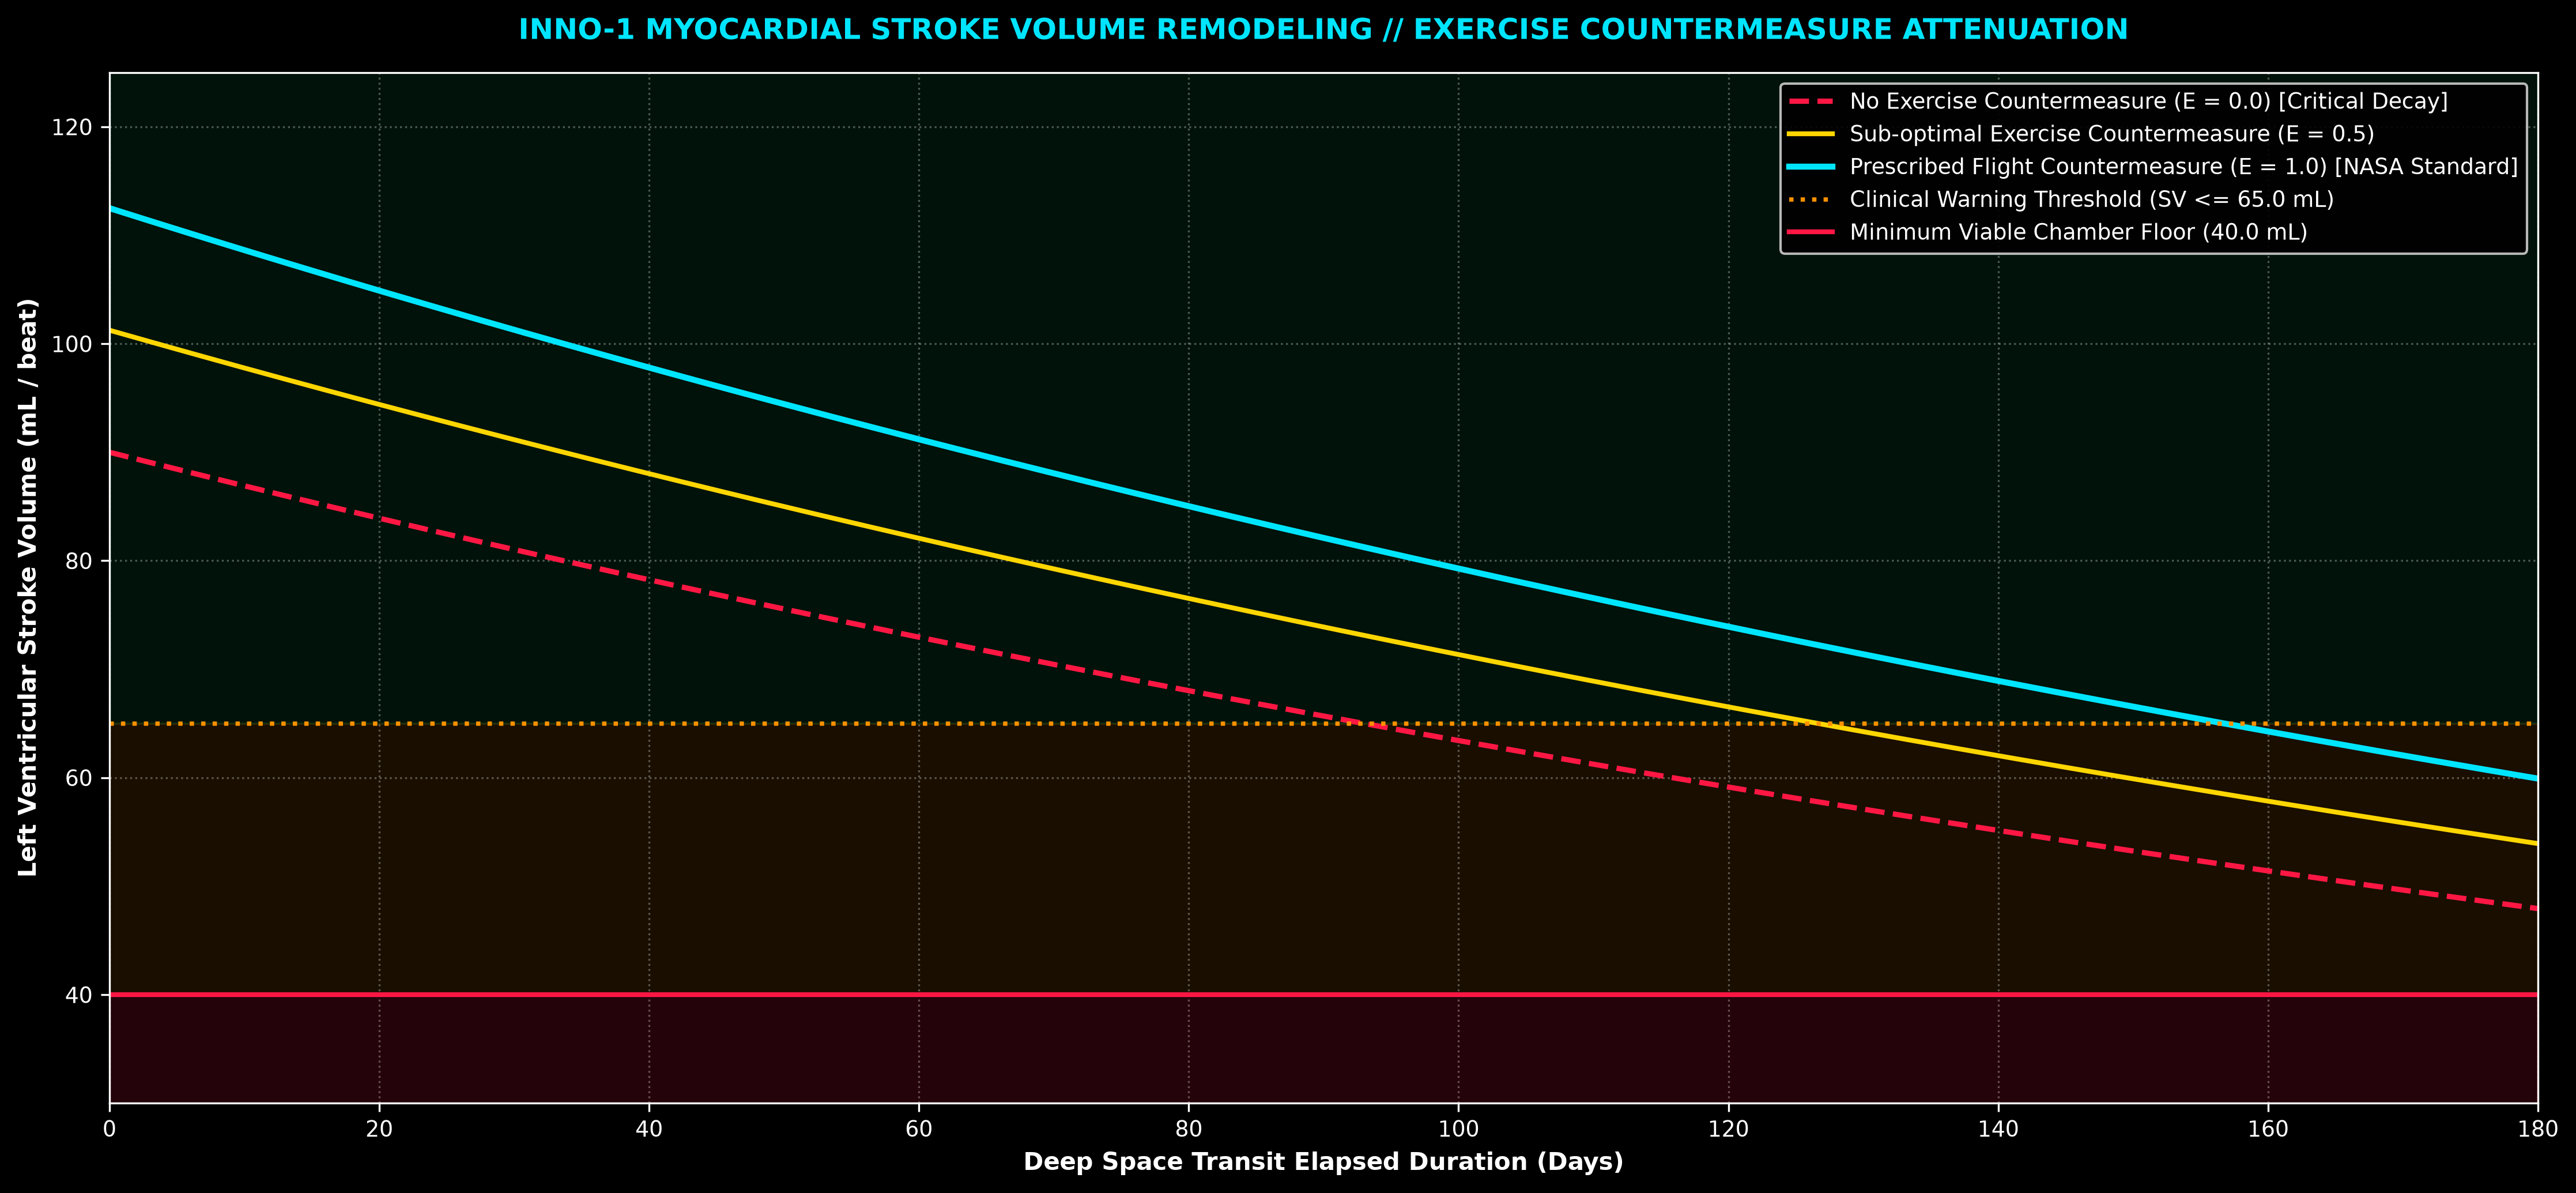 INNO-1 MYOCARDIAL STROKE VOLUME REMODELING // EXERCISE COUNTERMEASURE ATTENUATION
No Exercise Countermeasure (E = 0.0) [Critical Decay]
Sub-optimal Exercise Countermeasure (E = 0.5)
Prescribed Flight Countermeasure (E = 1.0) [NASA Standard]
Clinical Warning Threshold (SV <= 65.0 mL)
Minimum Viable Chamber Floor (40.0 mL)
Left Ventricular Stroke Volume (mL / beat)
120
100
80
60
40
0 20 40 60 80 100 120 140 160 180
Deep Space Transit Elapsed Duration (Days)